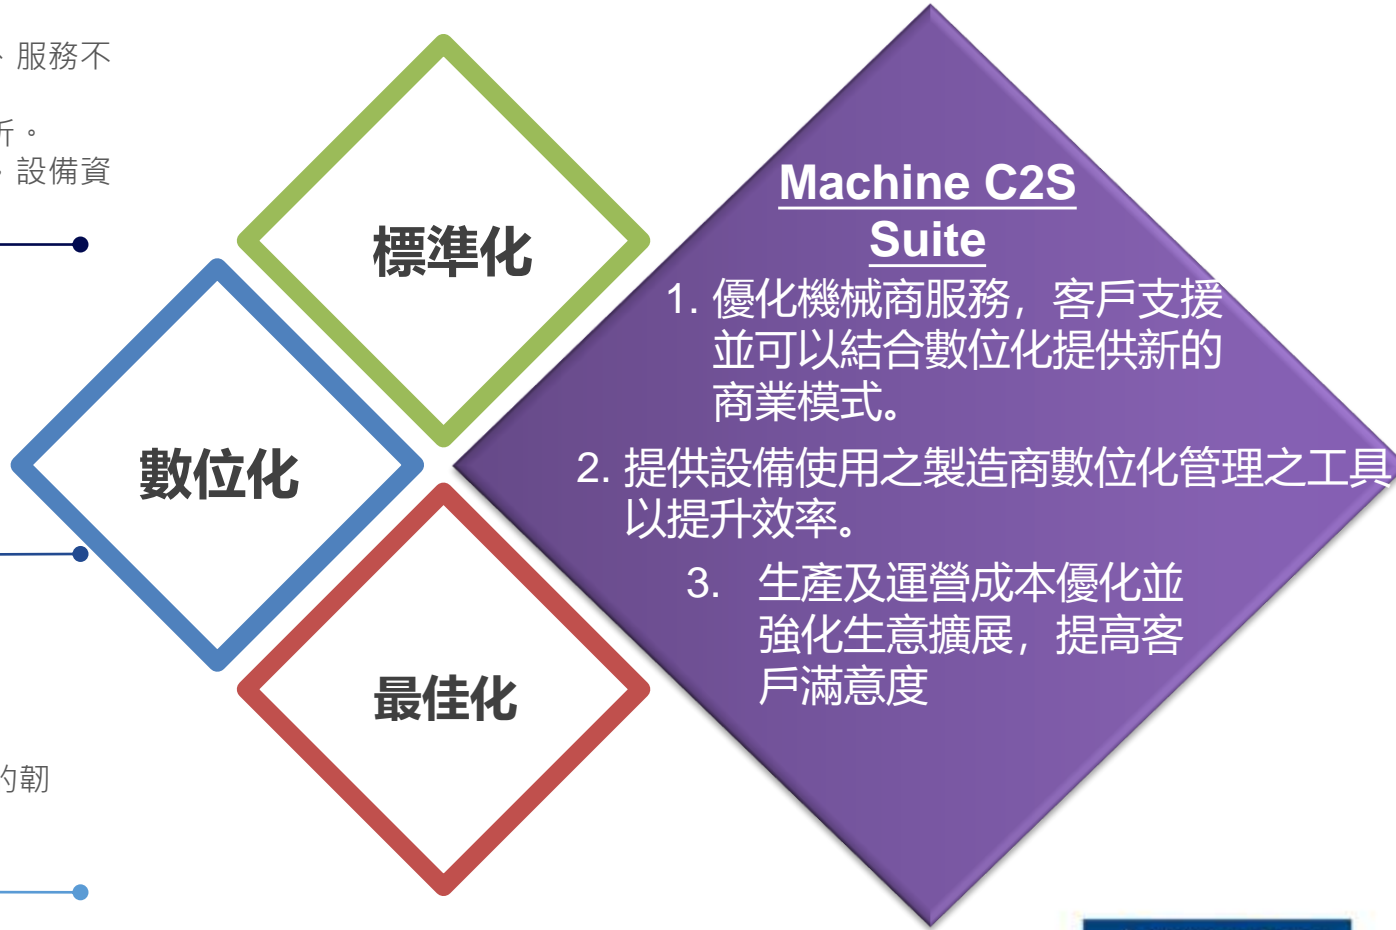 、服務不
析。
，設備資
標準化
數位化
最佳化
的韌
Machine C2S
Suite
1. 優化機械商服務，客戶支援
並可以結合數位化提供新的
商業模式。
2. 提供設備使用之製造商數位化管理之工具
以提升效率。
3. 生產及運營成本優化並
強化生意擴展，提高客
戶滿意度